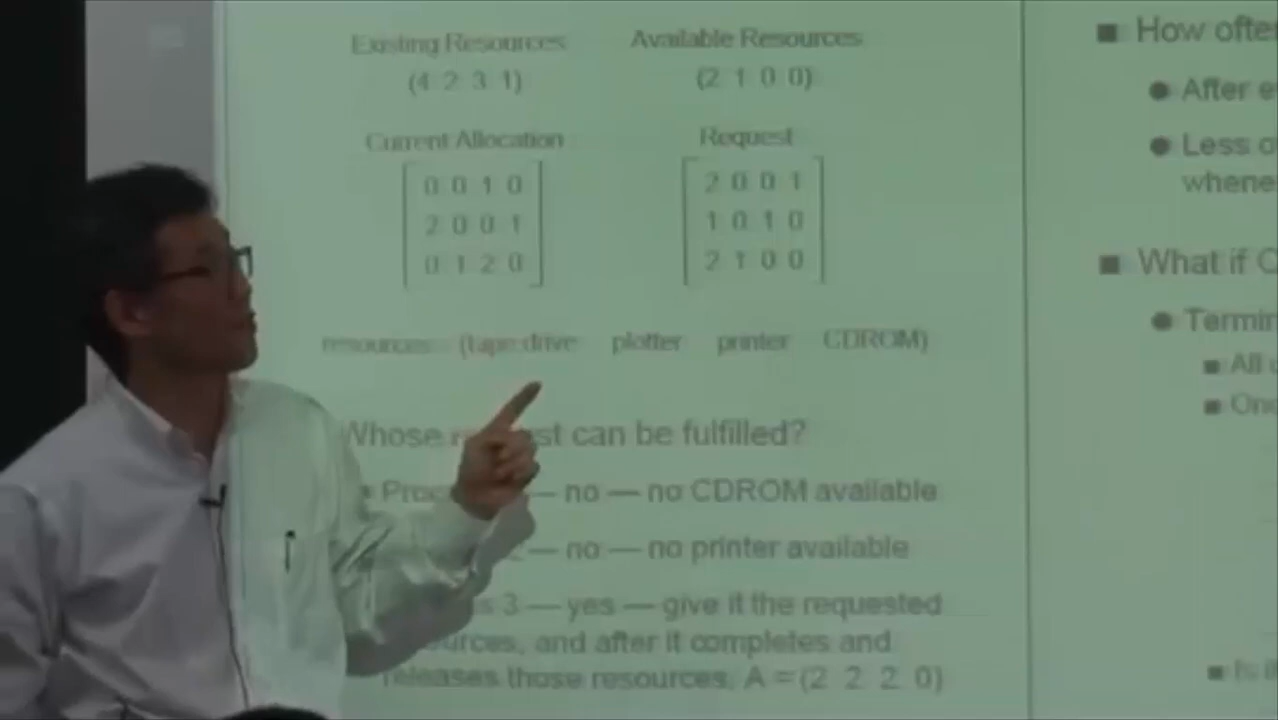 Existing Resources Available Resources
(4 2 3 1) (2 1 0 0)
Current Allocation Request
0 0 1 0 2 0 0 1
2 0 0 1 1 0 1 0
0 1 2 0 2 1 0 0
resources: (tape drive plotter printer CDROM)
Whose can be fulfilled?
— no — no CDROM available
— no — no printer available
3 — yes — give it the requested
and after it completes and
releases those resources, A = (2 2 2 0)
How
After
Less
What if
All